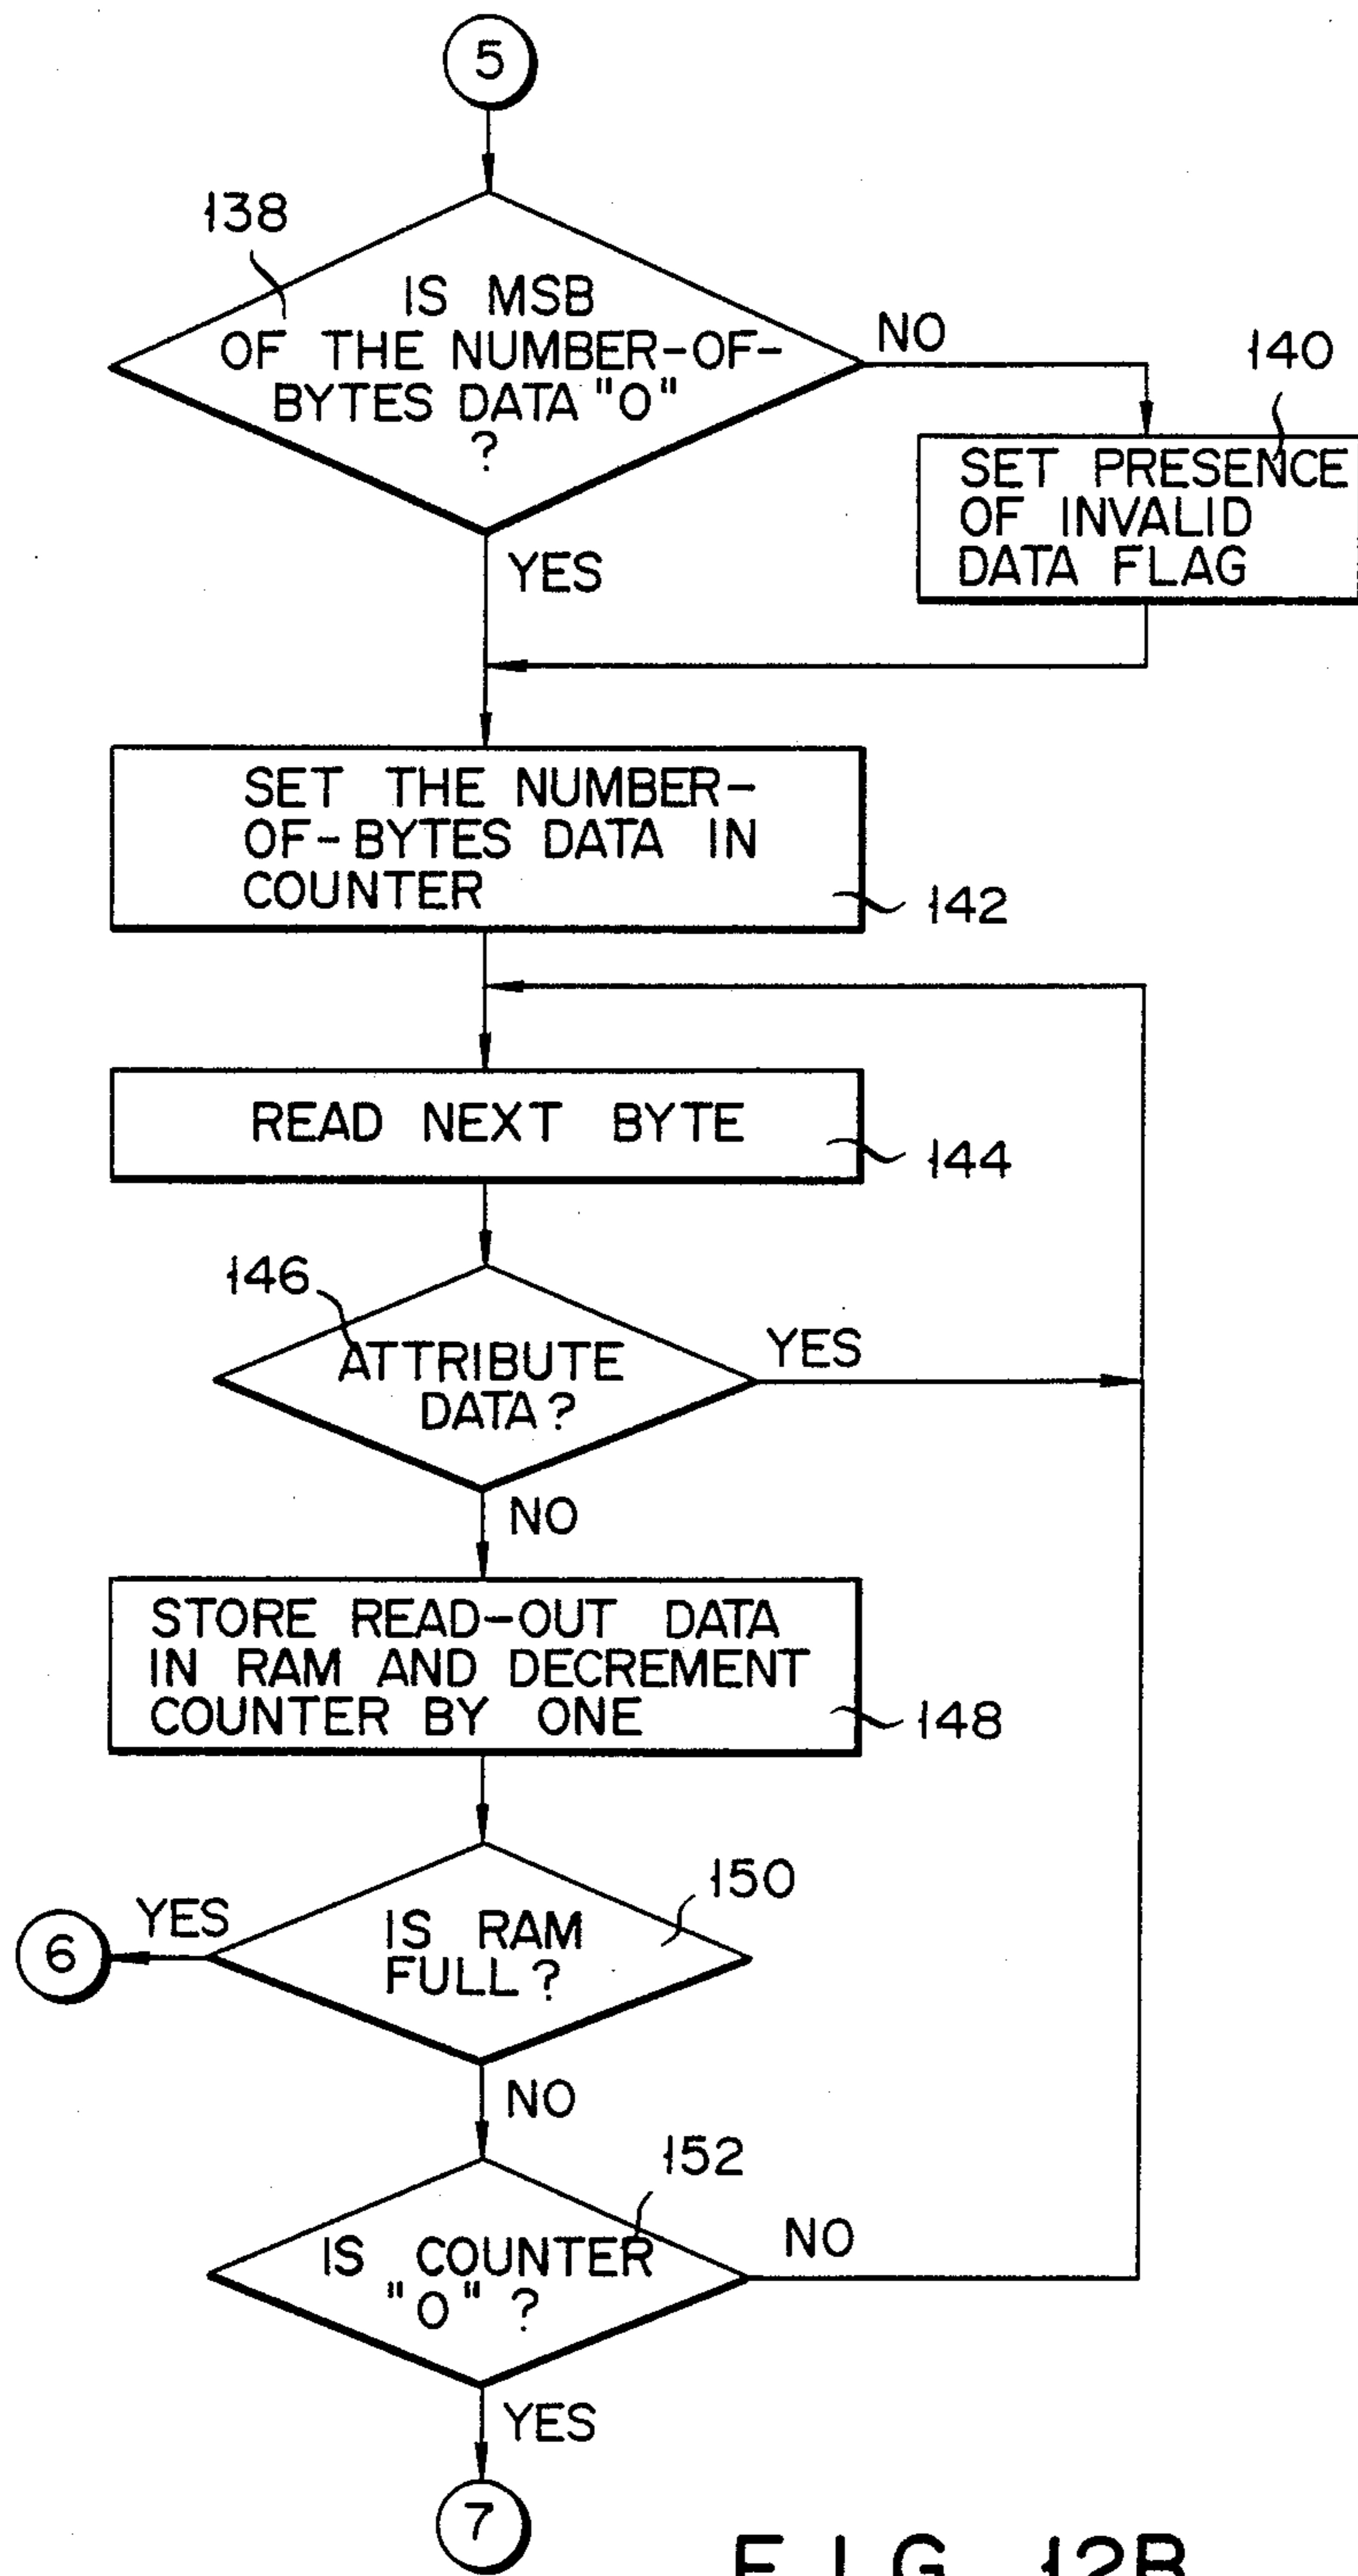 5
138
IS MSB
OF THE NUMBER-OF-
BYTES DATA "0"
?
NO
140
SET PRESENCE
OF INVALID
DATA FLAG
YES
SET THE NUMBER-
OF-BYTES DATA IN
COUNTER
142
READ NEXT BYTE
144
146
ATTRIBUTE
DATA?
YES
NO
STORE READ-OUT DATA
IN RAM AND DECREMENT
COUNTER BY ONE
148
150
YES
6
IS RAM
FULL?
NO
152
IS COUNTER
"0"?
NO
YES
7
FIG. 12B